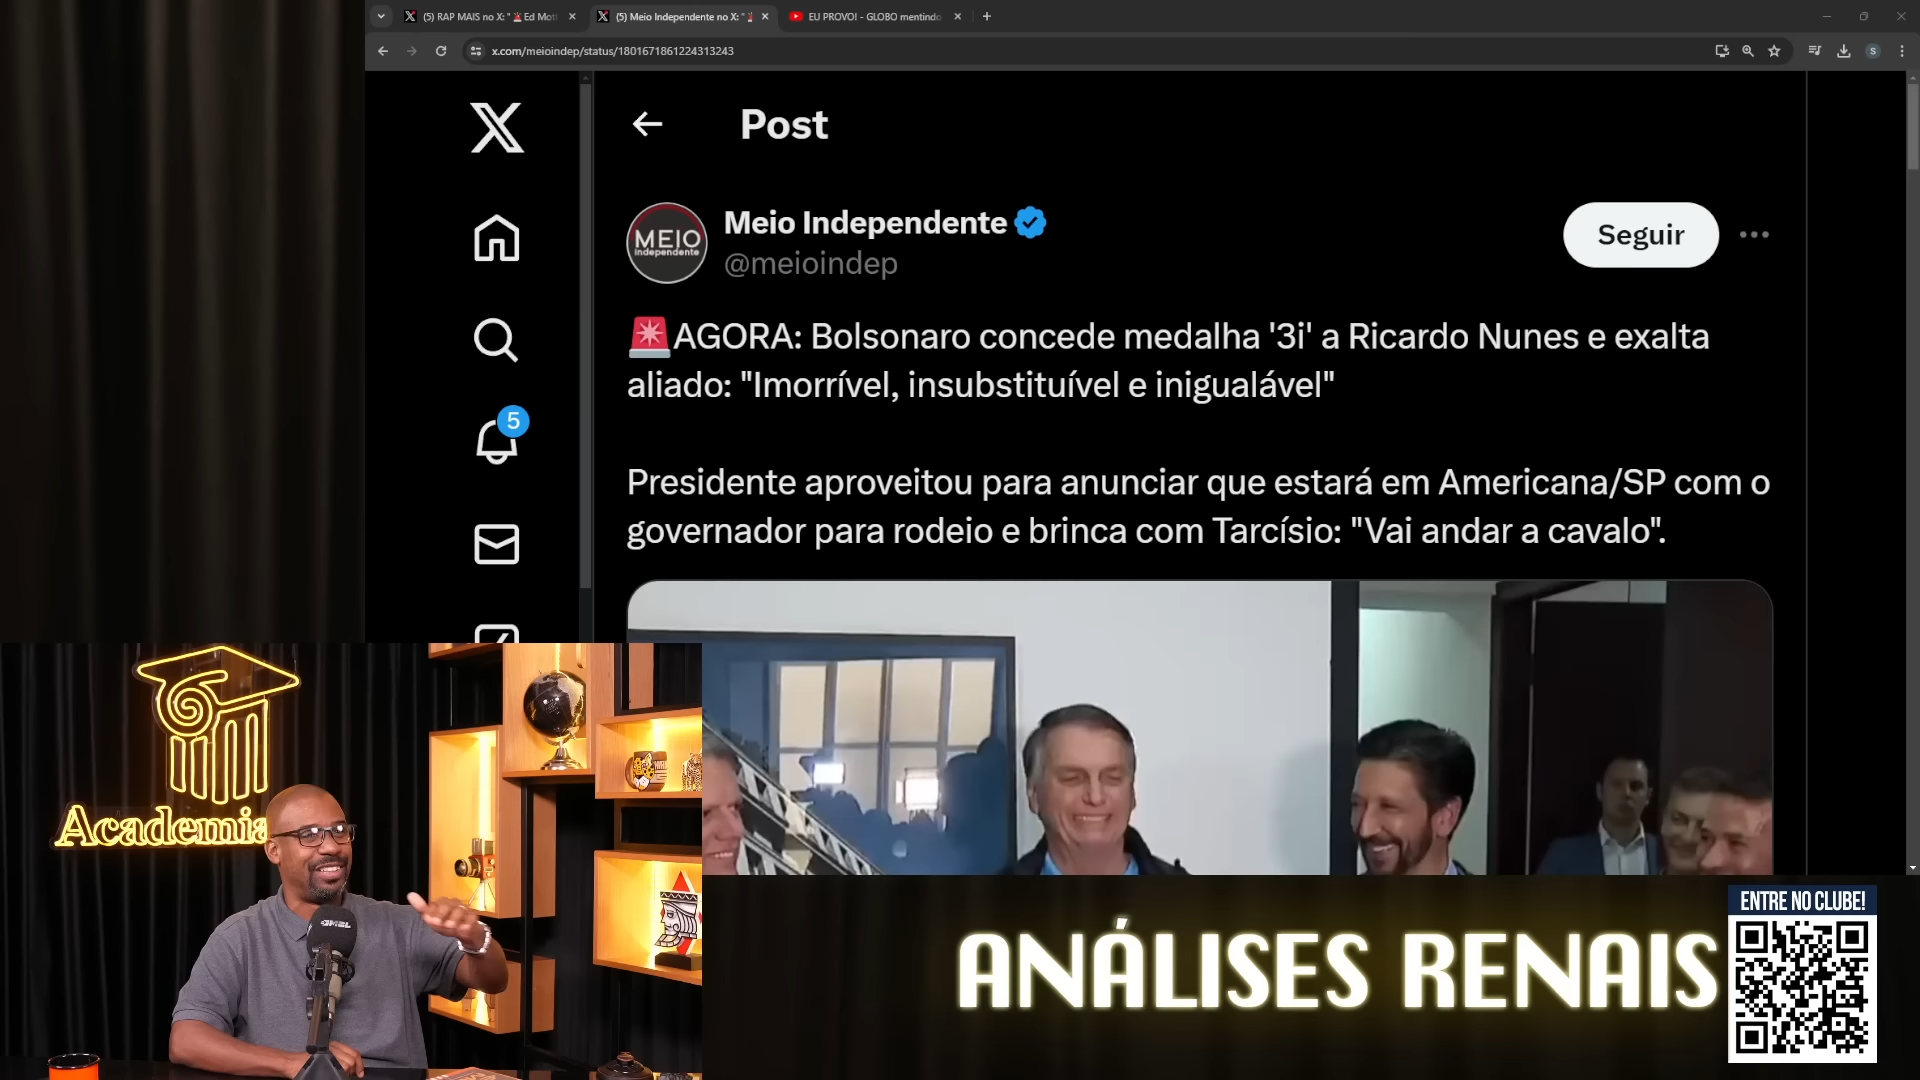 (5) RAP MAIS no X: "🚨Ed Mot
(5) Meio Independente no X: "🚨
EU PROVO! - GLOBO mentindo
x.com/meioindep/status/1801671861224313243
S
Post
MEIO
independente
Meio Independente
@meioindep
Seguir
🚨AGORA: Bolsonaro concede medalha '3i' a Ricardo Nunes e exalta
aliado: "Imorrível, insubstituível e inigualável"
5
Presidente aproveitou para anunciar que estará em Americana/SP com o
governador para rodeio e brinca com Tarcísio: "Vai andar a cavalo".
Academia
ANÁLISES RENAIS
ENTRE NO CLUBE!